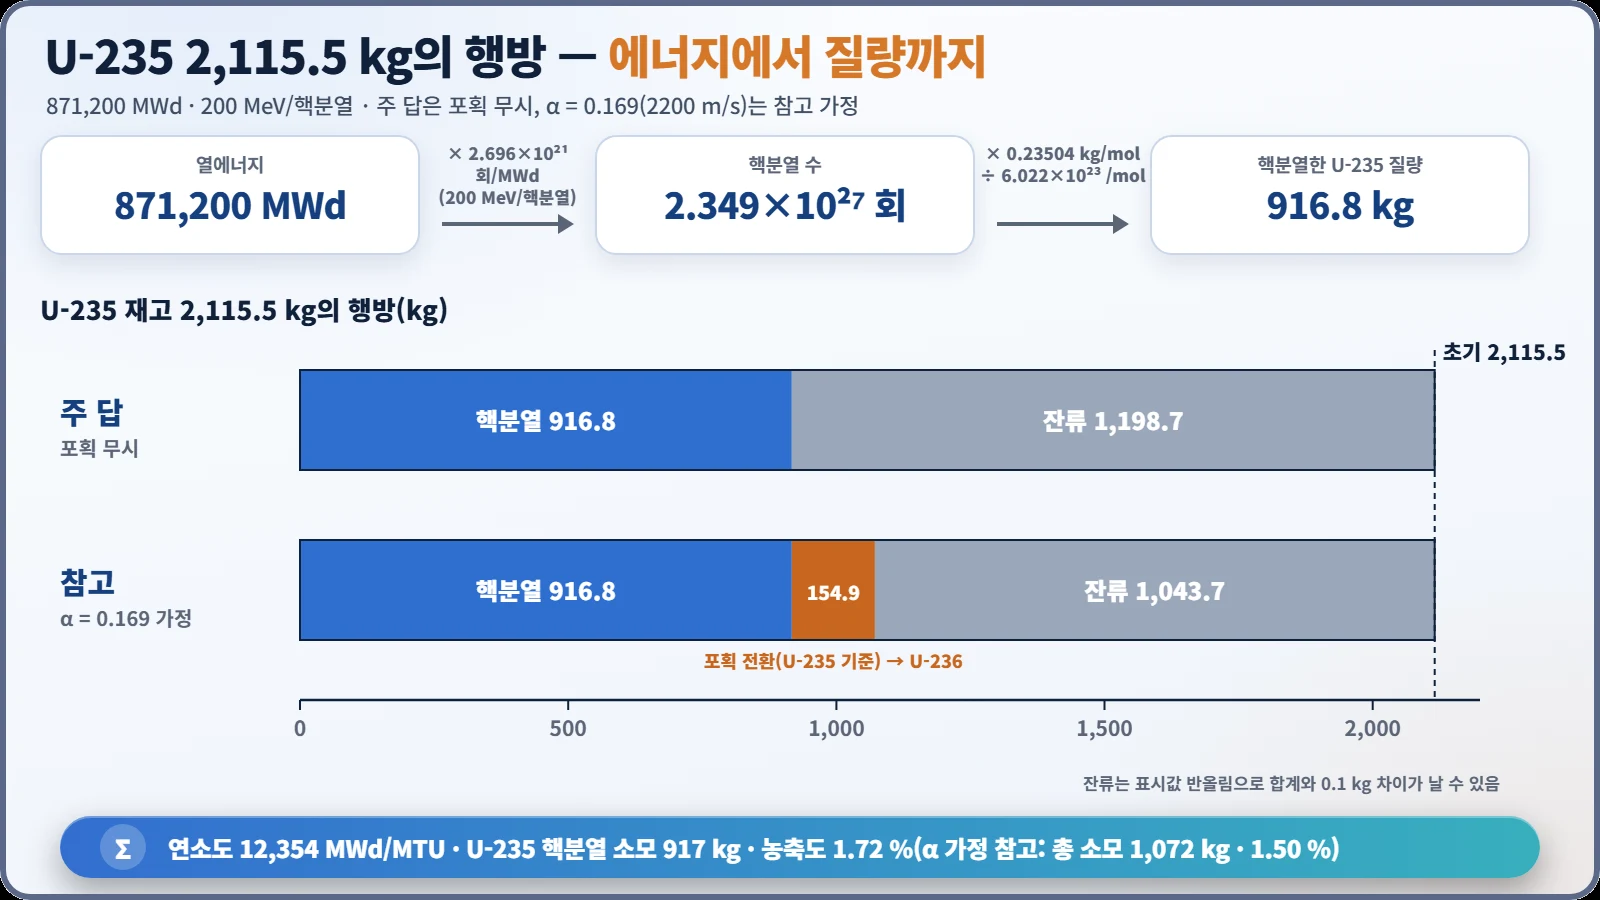 U-235 2,115.5 kg의 행방 — 에너지에서 질량까지
871,200 MWd · 200 MeV/핵분열 · 주 답은 포획 무시, α = 0.169(2200 m/s)는 참고 가정
열에너지
871,200 MWd
× 2.696×10²¹
회/MWd
(200 MeV/핵분열)
핵분열 수
2.349×10²⁷ 회
× 0.23504 kg/mol
÷ 6.022×10²³ /mol
핵분열한 U-235 질량
916.8 kg
U-235 재고 2,115.5 kg의 행방(kg)
초기 2,115.5
주 답
포획 무시
핵분열 916.8
잔류 1,198.7
참고
α = 0.169 가정
핵분열 916.8
154.9
잔류 1,043.7
포획 전환(U-235 기준) → U-236
0
500
1,000
1,500
2,000
잔류는 표시값 반올림으로 합계와 0.1 kg 차이가 날 수 있음
Σ 연소도 12,354 MWd/MTU · U-235 핵분열 소모 917 kg · 농축도 1.72 %(α 가정 참고: 총 소모 1,072 kg · 1.50 %)